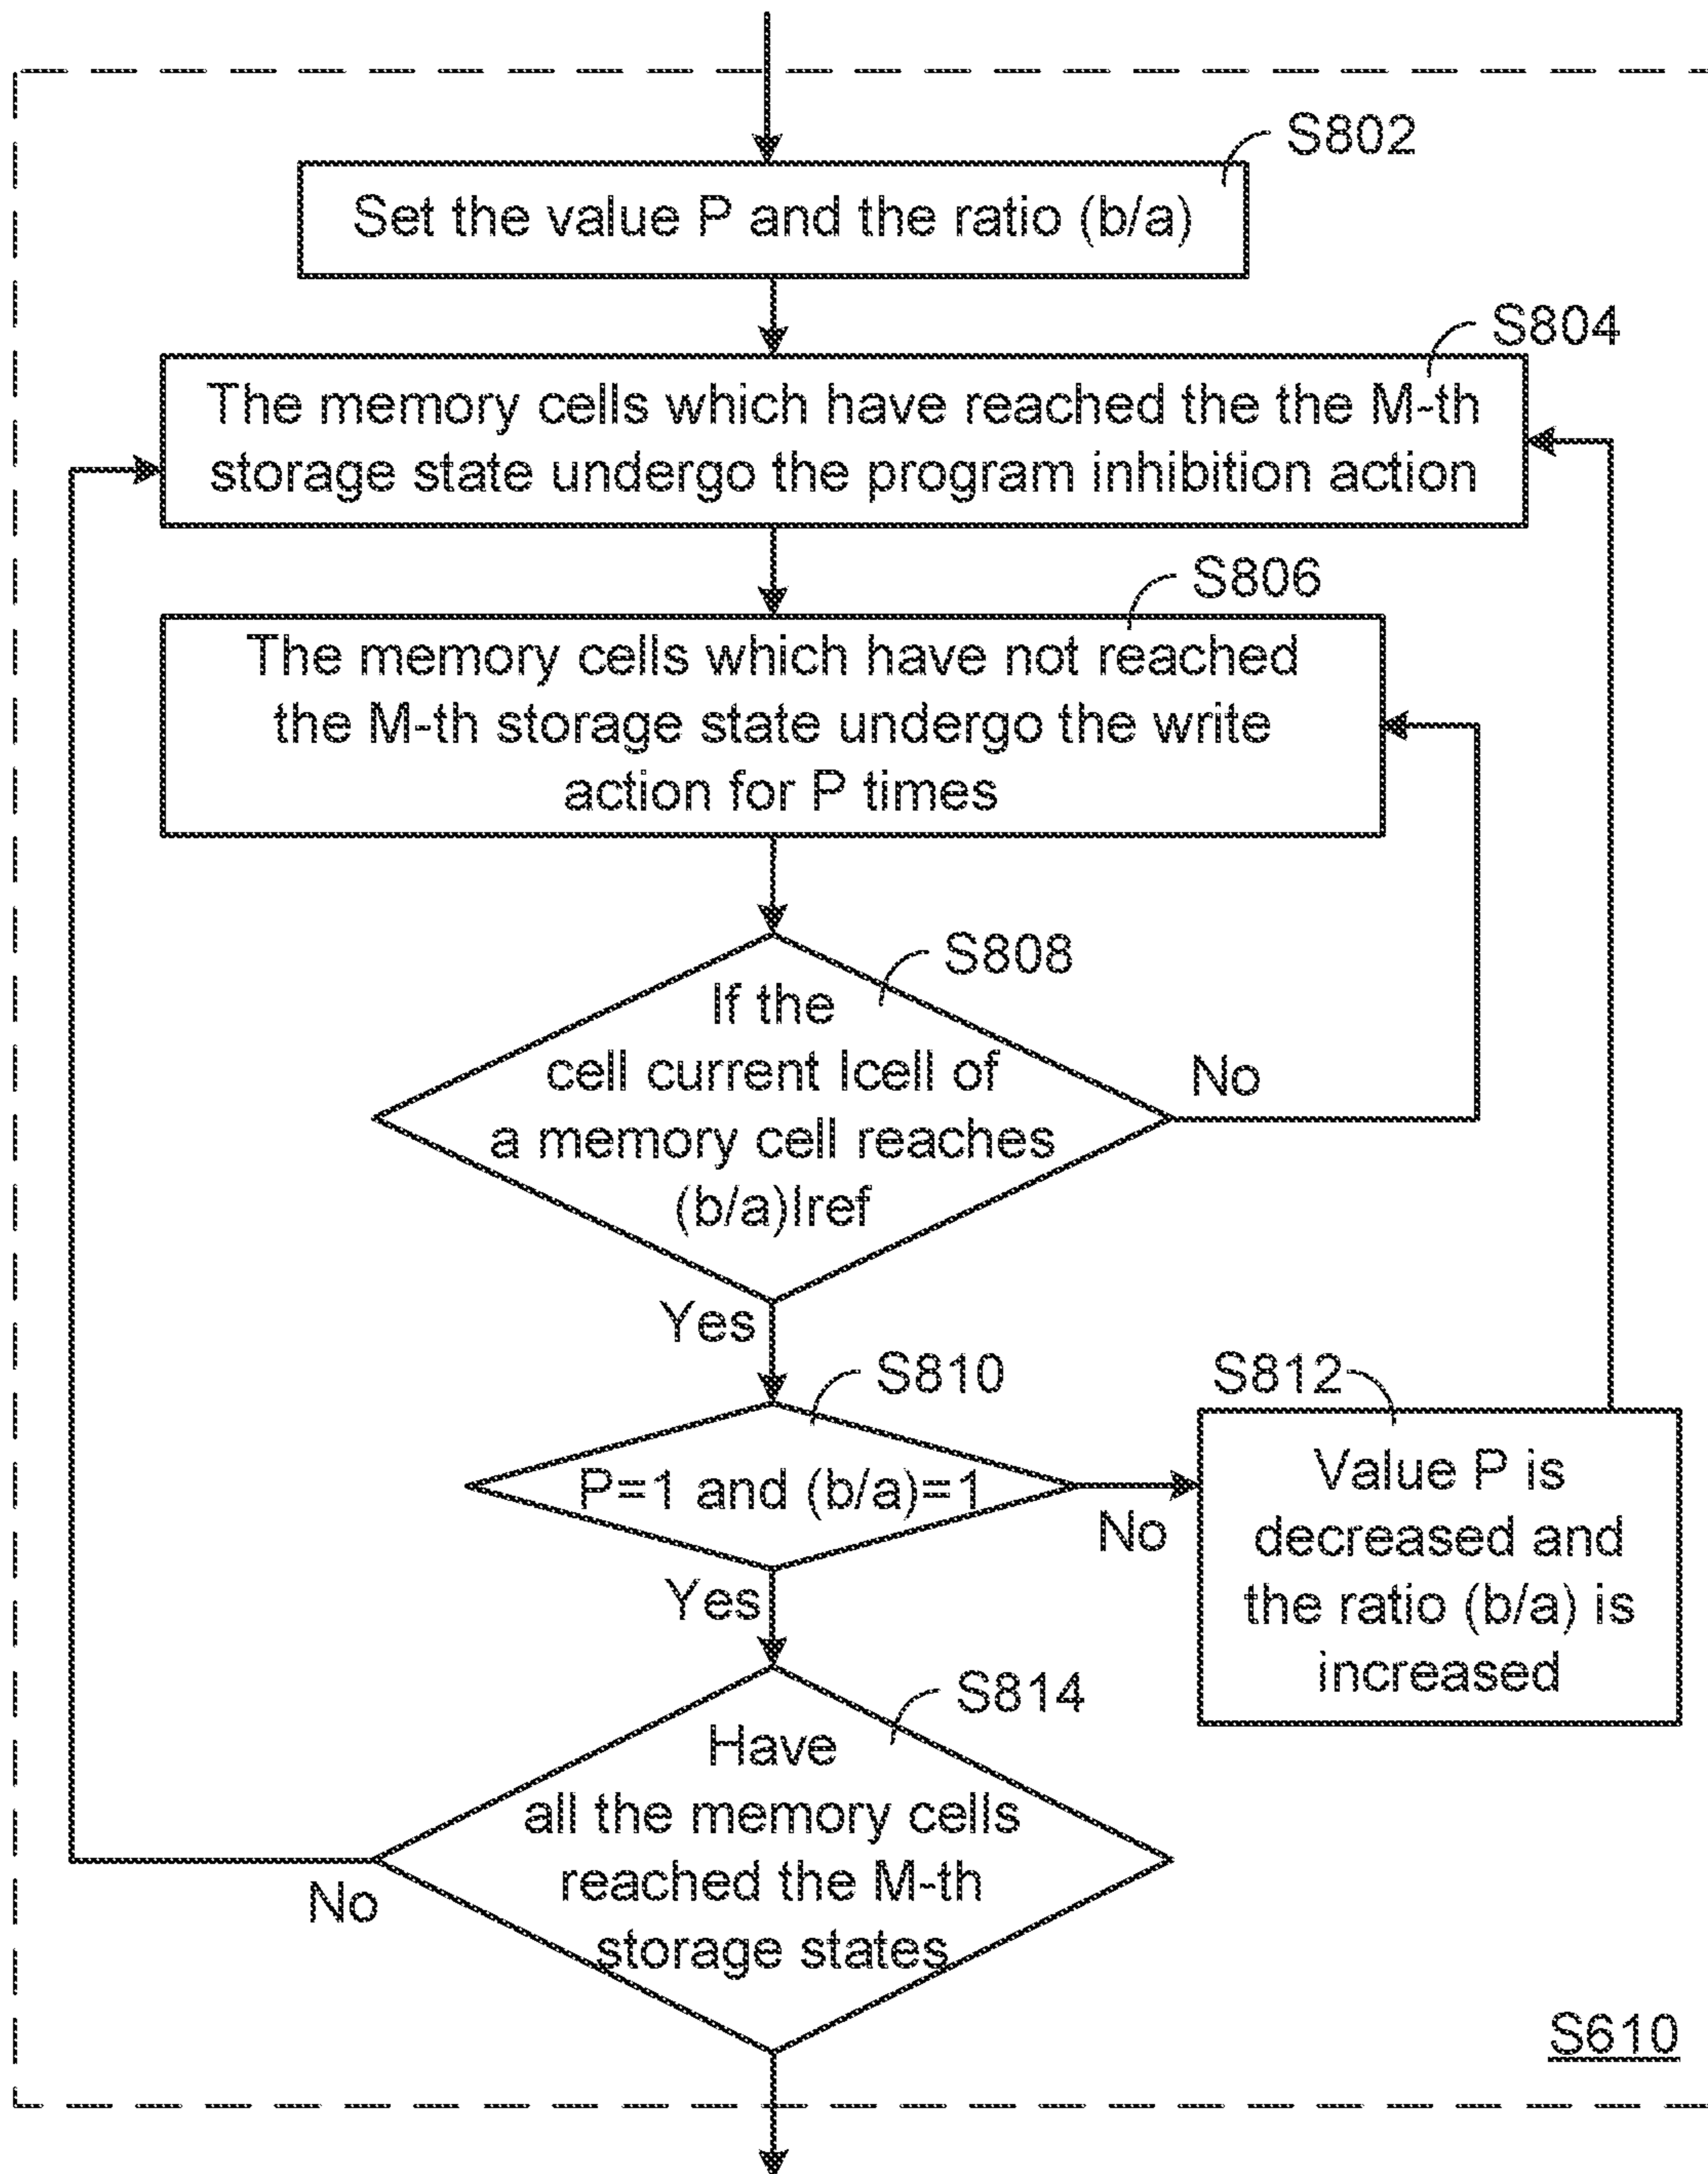 S802
Set the value P and the ratio (b/a)
S804
The memory cells which have reached the the M-th
storage state undergo the program inhibition action
S806
The memory cells which have not reached
the M-th storage state undergo the write
action for P times
S808
If the
cell current Icell of
a memory cell reaches
(b/a)Iref
No
Yes
S810
P=1 and (b/a)=1
No
S812
Value P is
decreased and
the ratio (b/a) is
increased
Yes
S814
Have
all the memory cells
reached the M-th
storage states
No
S610